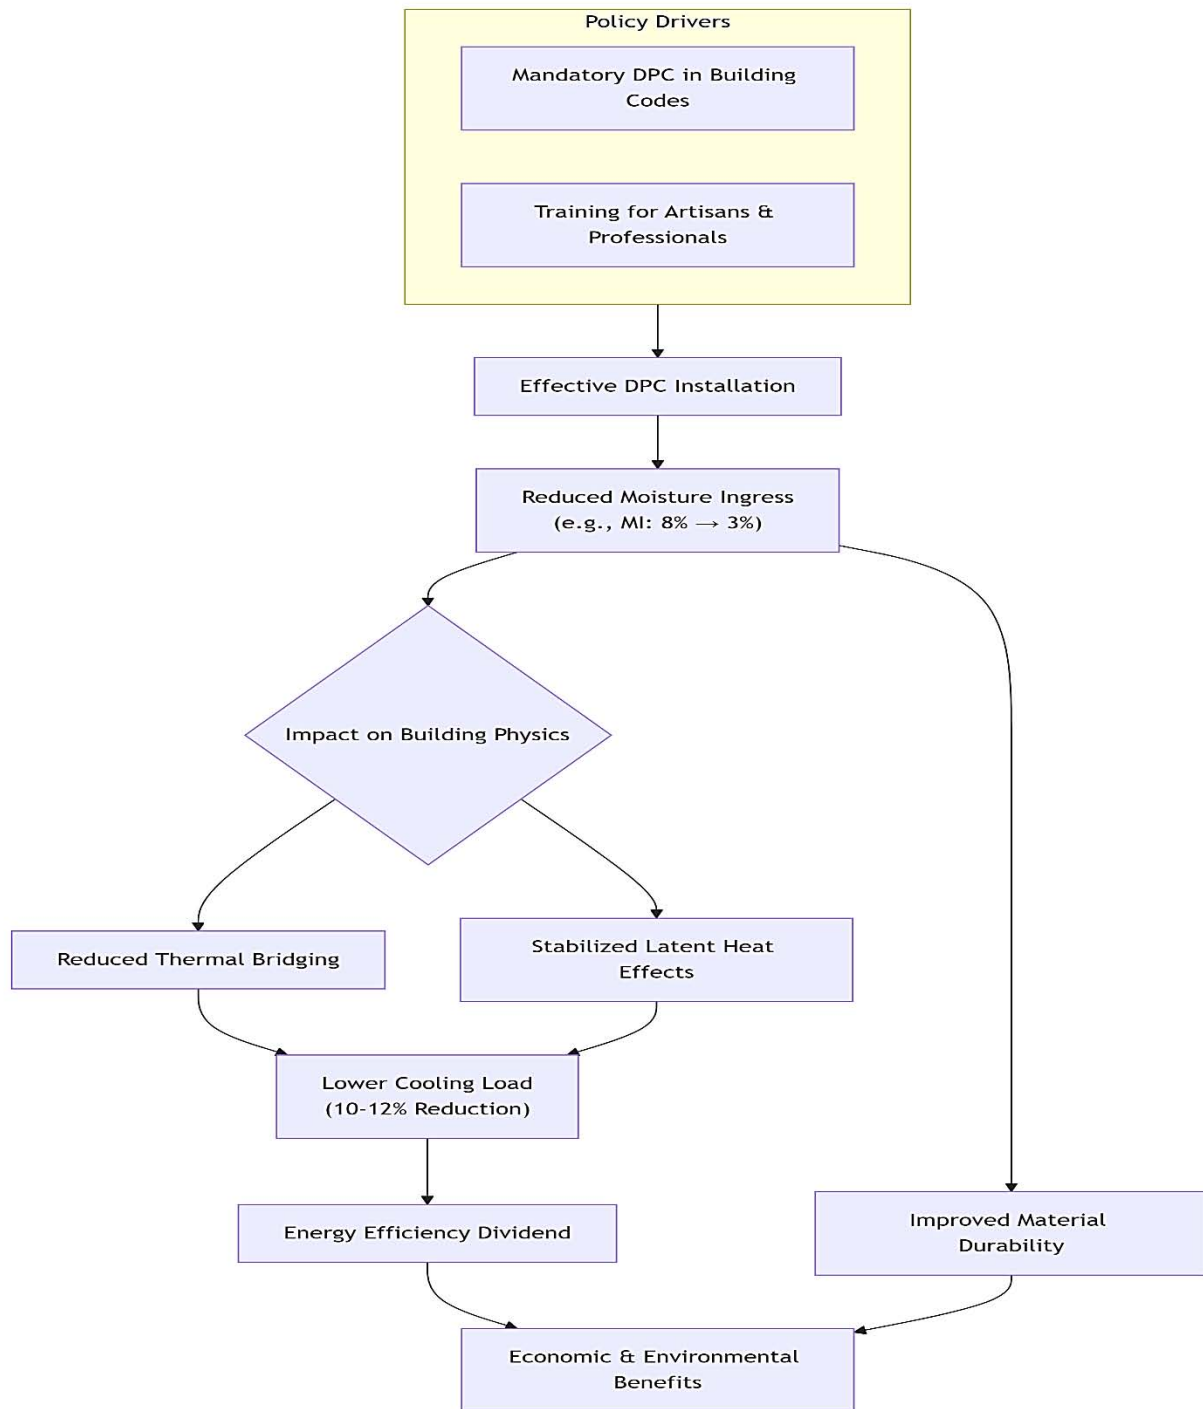 Policy Drivers
Mandatory DPC in Building
Codes
Training for Artisans &
Professionals
Effective DPC Installation
Reduced Moisture Ingress
(e.g., MI: 8% → 3%)
Impact on Building Physics
Reduced Thermal Bridging
Stabilized Latent Heat
Effects
Lower Cooling Load
(10-12% Reduction)
Energy Efficiency Dividend
Improved Material
Durability
Economic & Environmental
Benefits